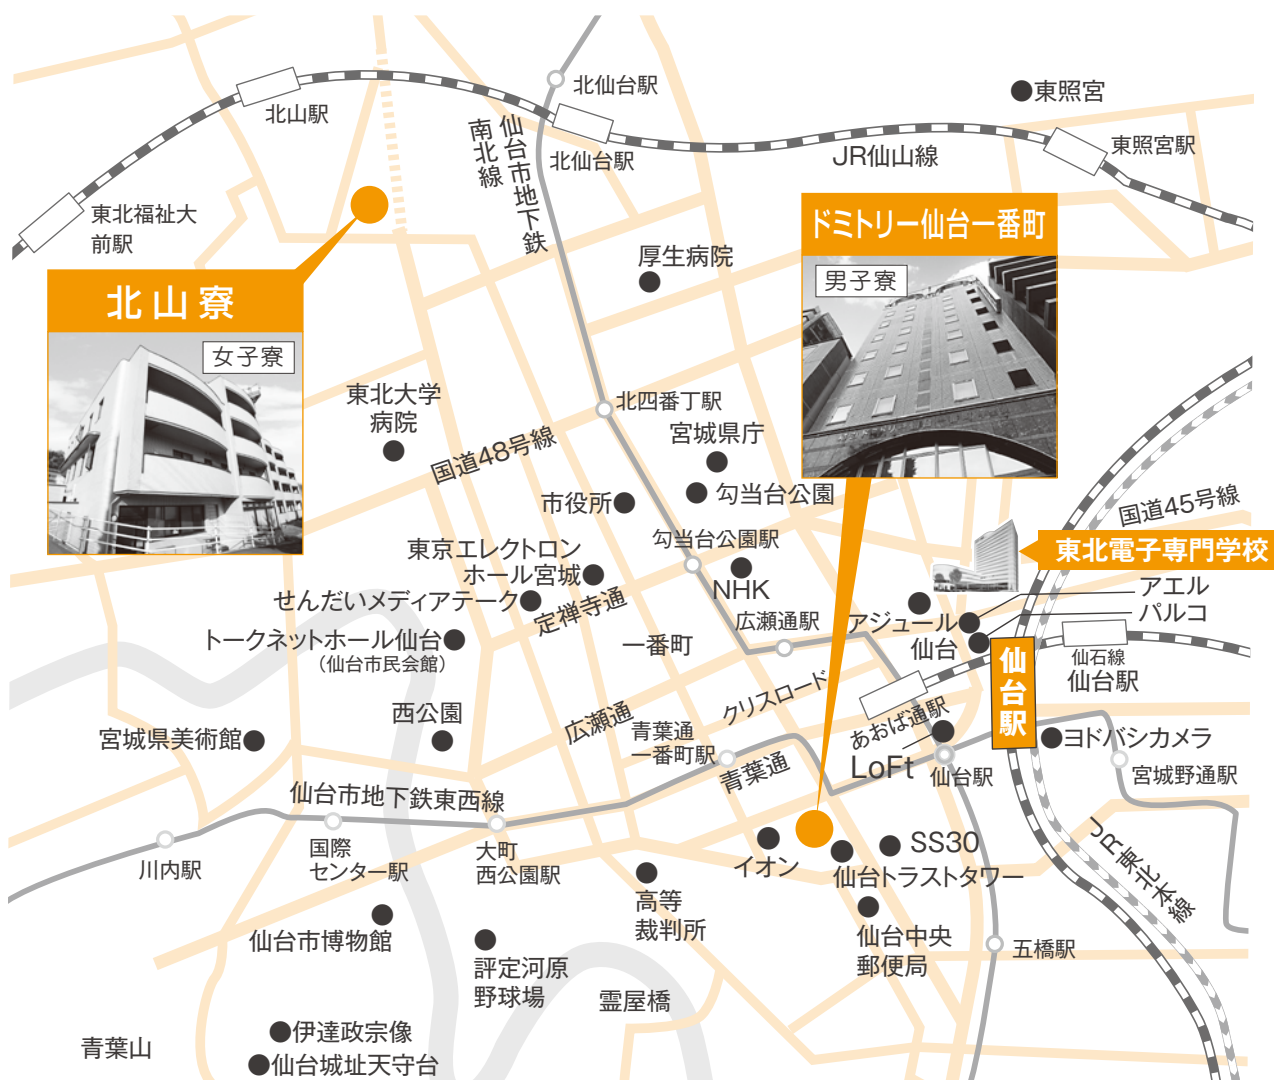 北仙台駅
東照宮
北山駅
仙台市地下鉄
南北線
北仙台駅
JR仙山線
東照宮駅
東北福祉大
前駅
ドミトリー仙台一番町
男子寮
厚生病院
北山寮
女子寮
東北大学
病院
北四番丁駅
宮城県庁
国道48号線
市役所
勾当台公園
国道45号線
東京エレクトロン
ホール宮城
勾当台公園駅
東北電子専門学校
せんだいメディアテーク
定禅寺通
NHK
アエル
パルコ
トークネットホール仙台
(仙台市民会館)
一番町
広瀬通駅
アジュール
仙台
仙台駅
仙石線
仙台駅
西公園
広瀬通
クリスロード
宮城県美術館
青葉通
一番町駅
青葉通
あおば通駅
LoFt
仙台駅
ヨドバシカメラ
宮城野通駅
仙台市地下鉄東西線
川内駅
国際
センター駅
大町
西公園駅
イオン
SS30
仙台トラストタワー
JR東北本線
高等
裁判所
仙台市博物館
仙台中央
郵便局
五橋駅
評定河原
野球場
霊屋橋
青葉山
伊達政宗像
仙台城址天守台